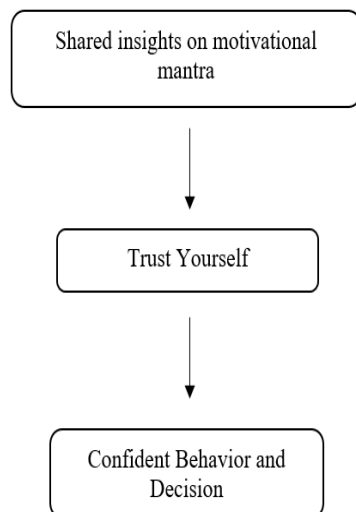 Shared insights on motivational
mantra
Trust Yourself
Confident Behavior and
Decision